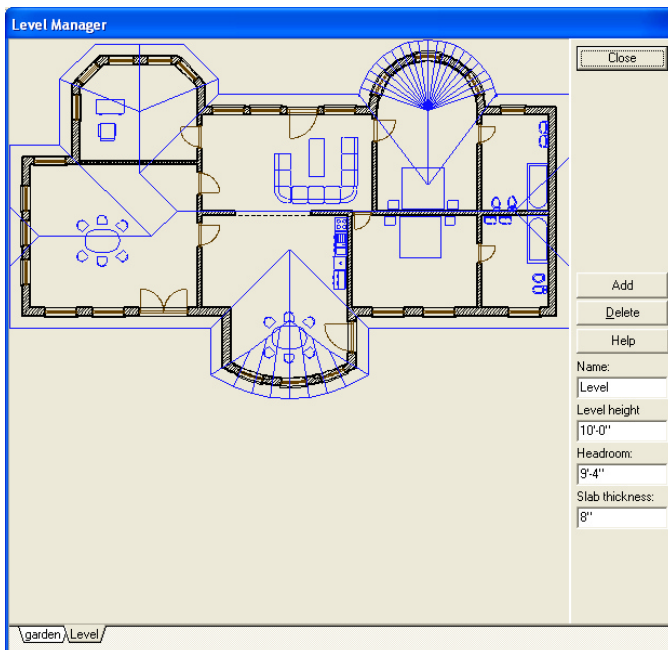 Level Manager
Close
Add
Delete
Help
Name:
Level
Level height
10'-0"
Headroom:
9'-4"
Slab thickness:
8"
garden Level